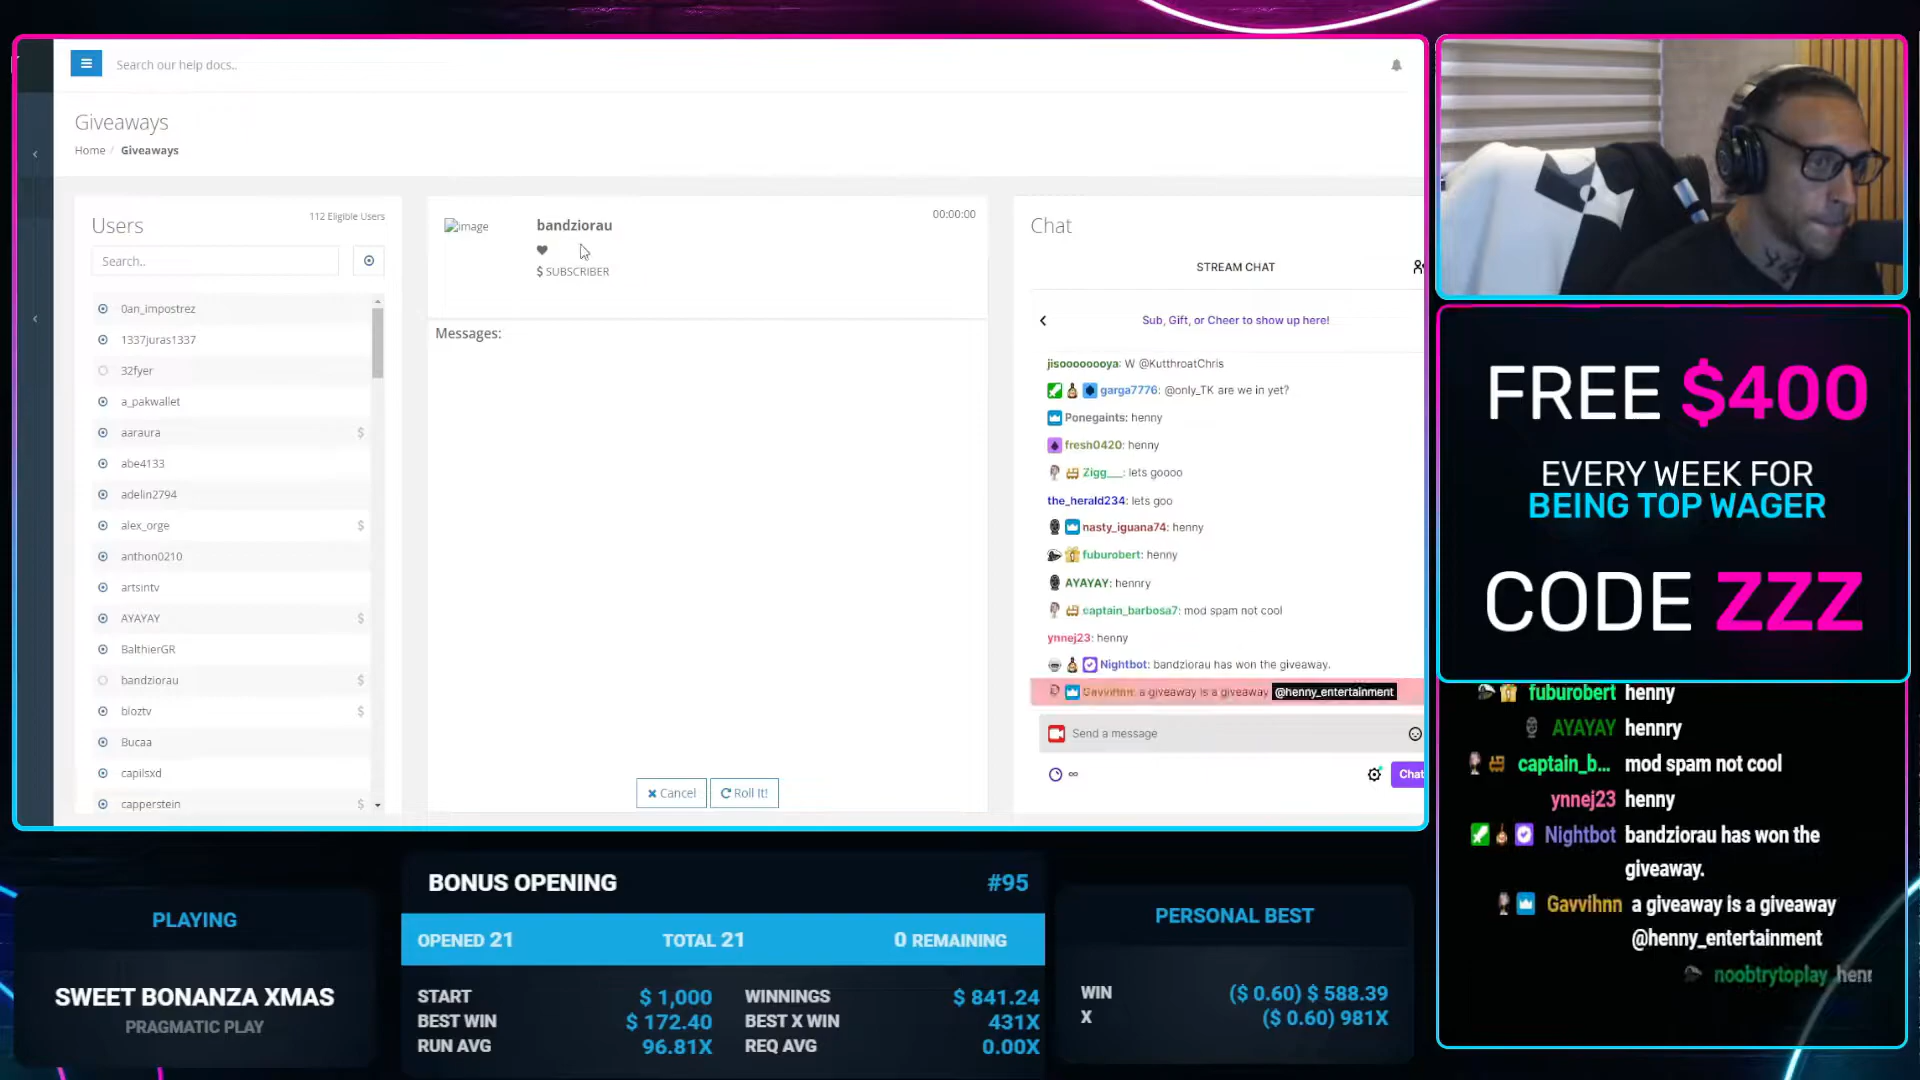 Search our help docs..
Giveaways
Home / Giveaways
Users
112 Eligible Users
Search..
0an_impostrez
1337juras1337
32fyer
a_pakwallet
aaraura $
abe4133
adelin2794
alex_orge $
anthon0210
artsintv
AYAYAY $
BalthierGR
bandziorau $
bloztv $
Bucaa
capilsxd
capperstein $
Image
bandziorau
$ SUBSCRIBER
00:00:00
Messages:
Cancel
Roll It!
Chat
STREAM CHAT
Sub, Gift, or Cheer to show up here!
jisoooooooya: W @KutthroatChris
garga7776: @only_TK are we in yet?
Ponegaints: henny
fresh0420: henny
Zigg___: lets goooo
the_herald234: lets goo
nasty_iguana74: henny
fuburobert: henny
AYAYAY: hennry
captain_barbosa7: mod spam not cool
ynnej23: henny
Nightbot: bandziorau has won the giveaway.
Gavvihnn: a giveaway is a giveaway @henny_entertainment
Send a message
∞
Chat
FREE $400
EVERY WEEK FOR
BEING TOP WAGER
CODE ZZZ
fuburobert henny
AYAYAY hennry
captain_b... mod spam not cool
ynnej23 henny
Nightbot bandziorau has won the
giveaway.
Gavvihnn a giveaway is a giveaway
@henny_entertainment
noobtrytoplay henr
PLAYING
SWEET BONANZA XMAS
PRAGMATIC PLAY
BONUS OPENING #95
OPENED 21 TOTAL 21 0 REMAINING
START $ 1,000 WINNINGS $ 841.24
BEST WIN $ 172.40 BEST X WIN 431X
RUN AVG 96.81X REQ AVG 0.00X
PERSONAL BEST
WIN ($ 0.60) $ 588.39
X ($ 0.60) 981X